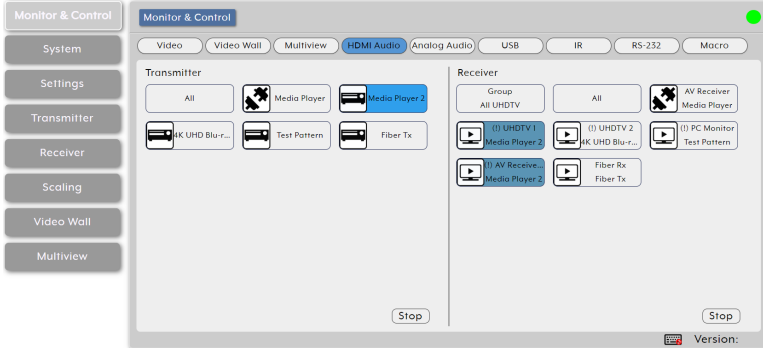 Monitor & Control
System
Settings
Transmitter
Receiver
Scaling
Video Wall
Multiview
Monitor & Control
Video
Video Wall
Multiview
HDMI Audio
Analog Audio
USB
IR
RS-232
Macro
Transmitter
All
Media Player
Media Player 2
4K UHD Blu-r...
Test Pattern
Fiber Tx
Stop
Receiver
Group
All UHDTV
All
AV Receiver
Media Player
(!) UHDTV 1
Media Player 2
(!) UHDTV 2
4K UHD Blu-r...
(!) PC Monitor
Test Pattern
(!) AV Receive...
Media Player 2
Fiber Rx
Fiber Tx
Stop
Version: